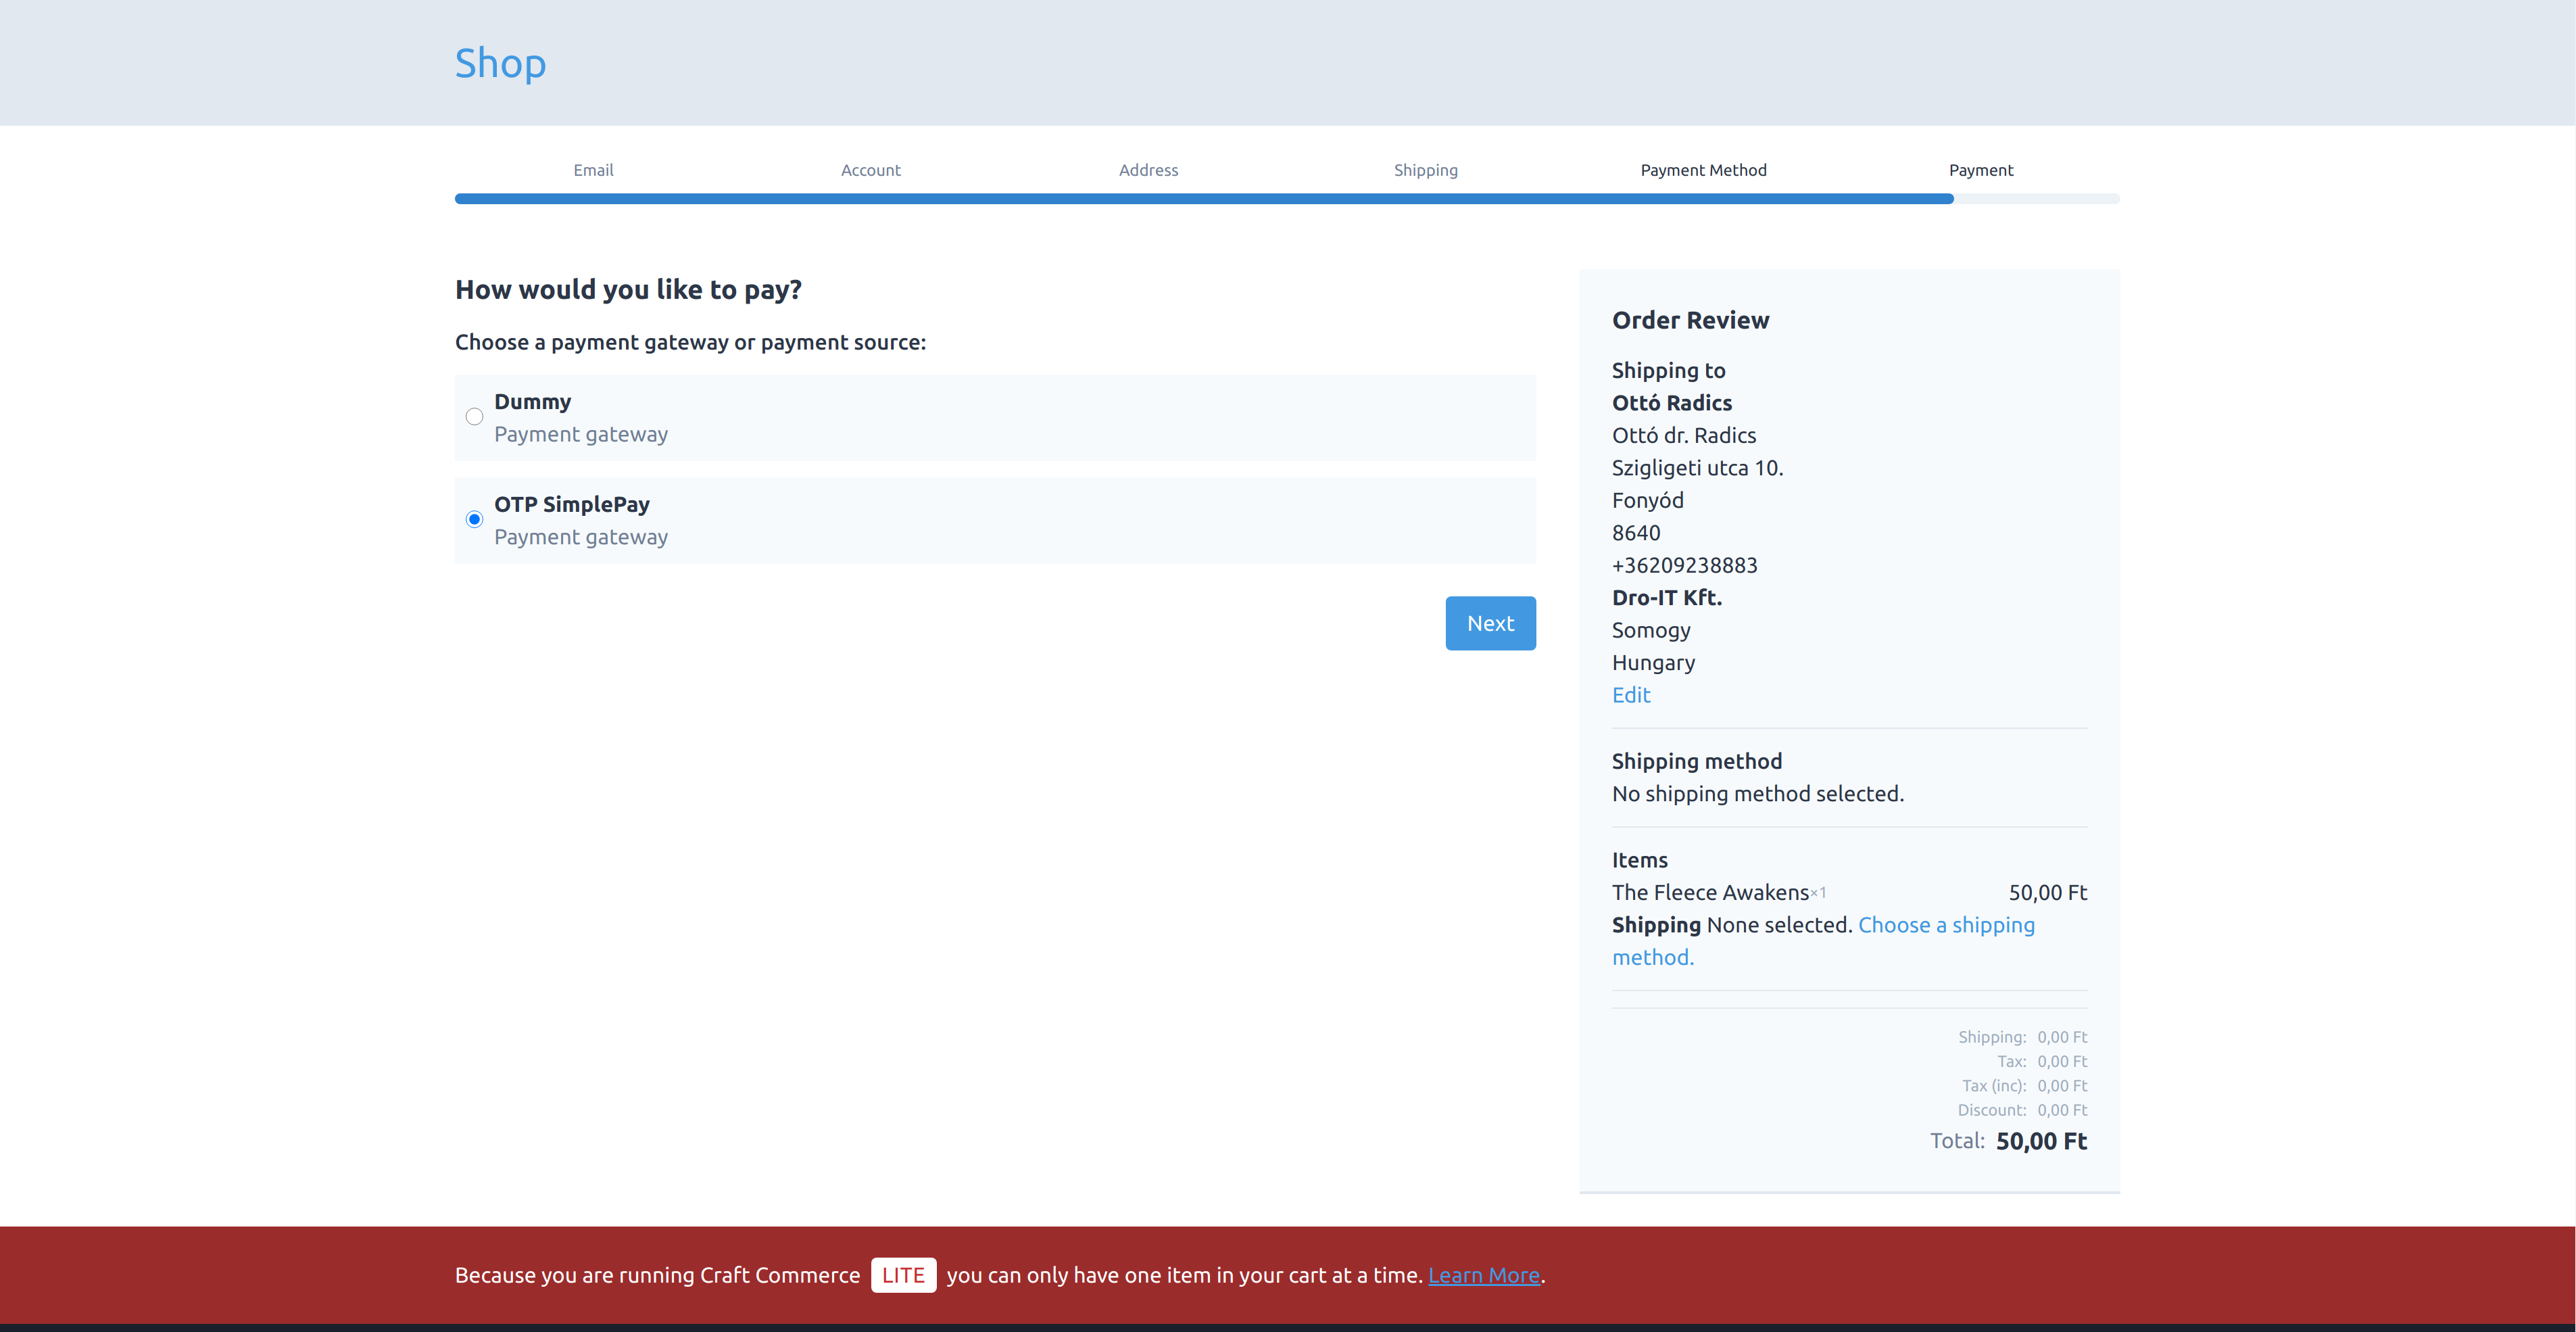 Shop
Email
Account
Address
Shipping
Payment Method
Payment
How would you like to pay?
Choose a payment gateway or payment source:
Dummy
Payment gateway
OTP SimplePay
Payment gateway
Next
Order Review
Shipping to
Ottó Radics
Ottó dr. Radics
Szigligeti utca 10.
Fonyód
8640
+36209238883
Dro-IT Kft.
Somogy
Hungary
Edit
Shipping method
No shipping method selected.
Items
The Fleece Awakens×1 50,00 Ft
Shipping None selected. Choose a shipping
method.
Shipping: 0,00 Ft
Tax: 0,00 Ft
Tax (inc): 0,00 Ft
Discount: 0,00 Ft
Total: 50,00 Ft
Because you are running Craft Commerce LITE you can only have one item in your cart at a time. Learn More.